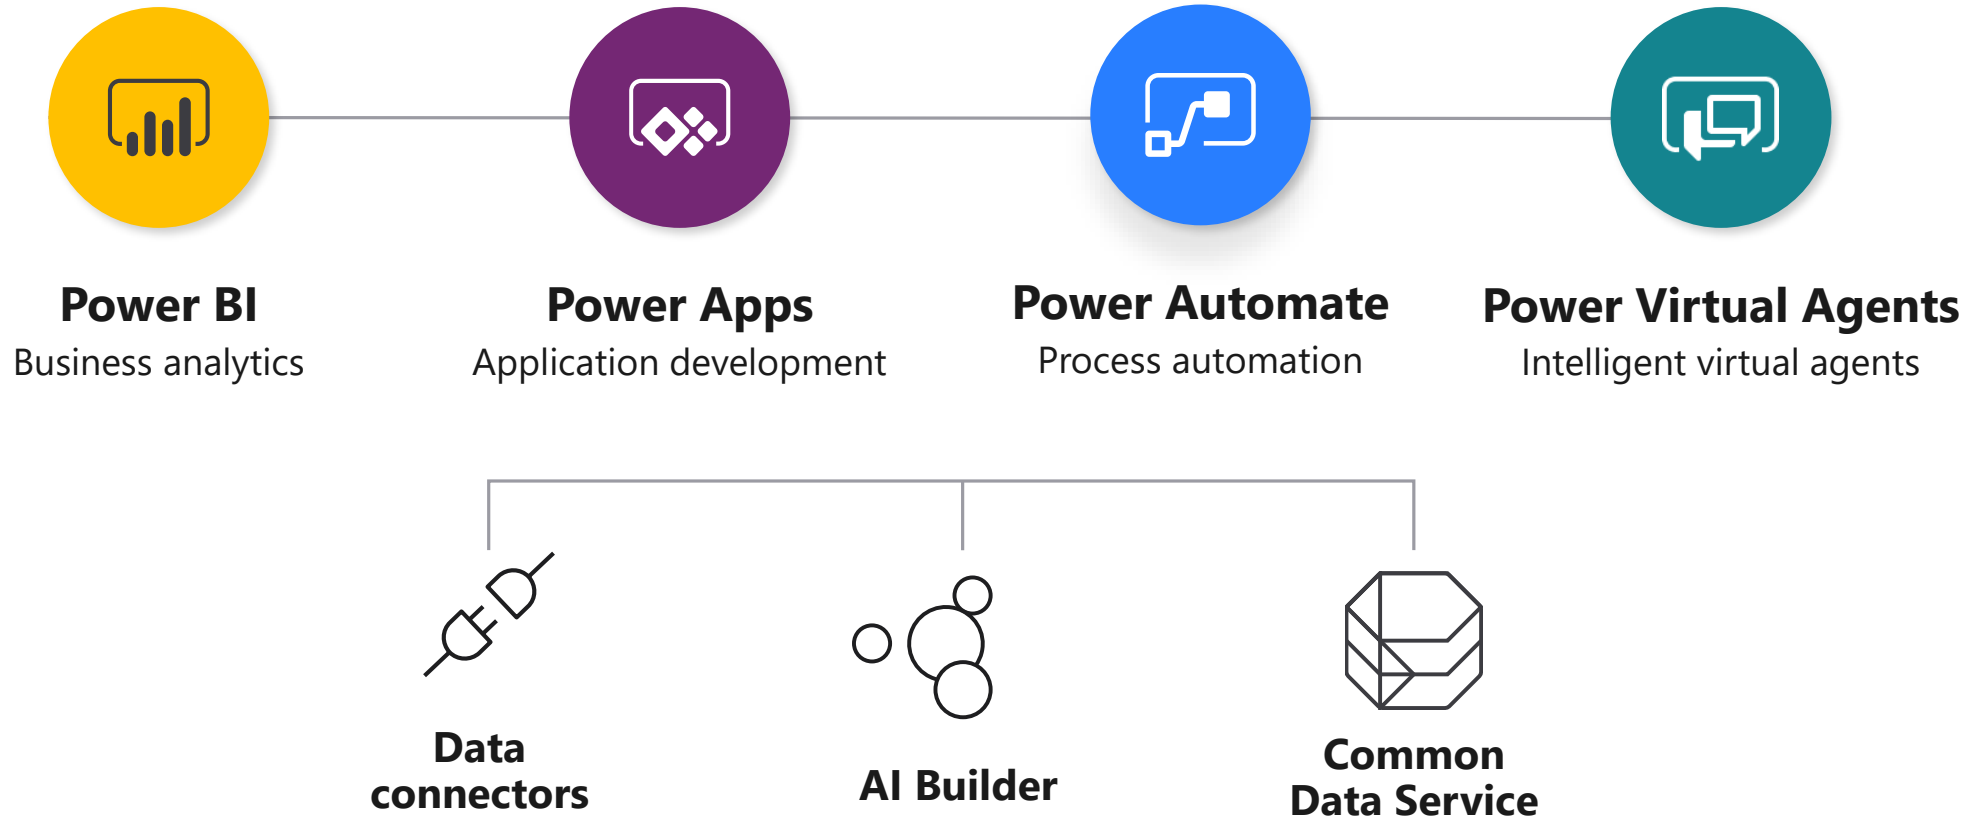 Power BI
Business analytics
Power Apps
Application development
Power Automate
Process automation
Power Virtual Agents
Intelligent virtual agents
Data
connectors
AI Builder
Common
Data Service